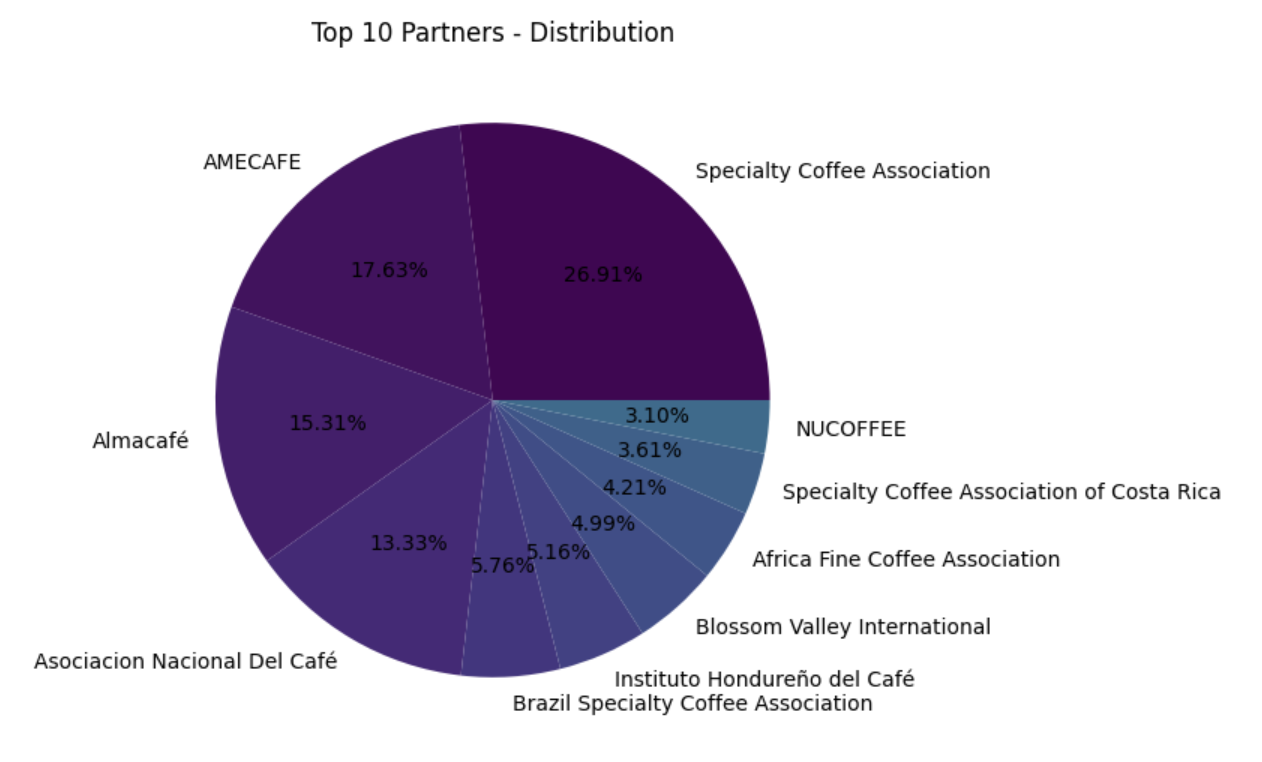 Top 10 Partners - Distribution
AMECAFE
Specialty Coffee Association
17.63%
26.91%
Almacafé
15.31%
3.10%
NUCOFFEE
3.61%
Specialty Coffee Association of Costa Rica
4.21%
Africa Fine Coffee Association
4.99%
Blossom Valley International
5.16%
Instituto Hondureño del Café
5.76%
Brazil Specialty Coffee Association
13.33%
Asociacion Nacional Del Café